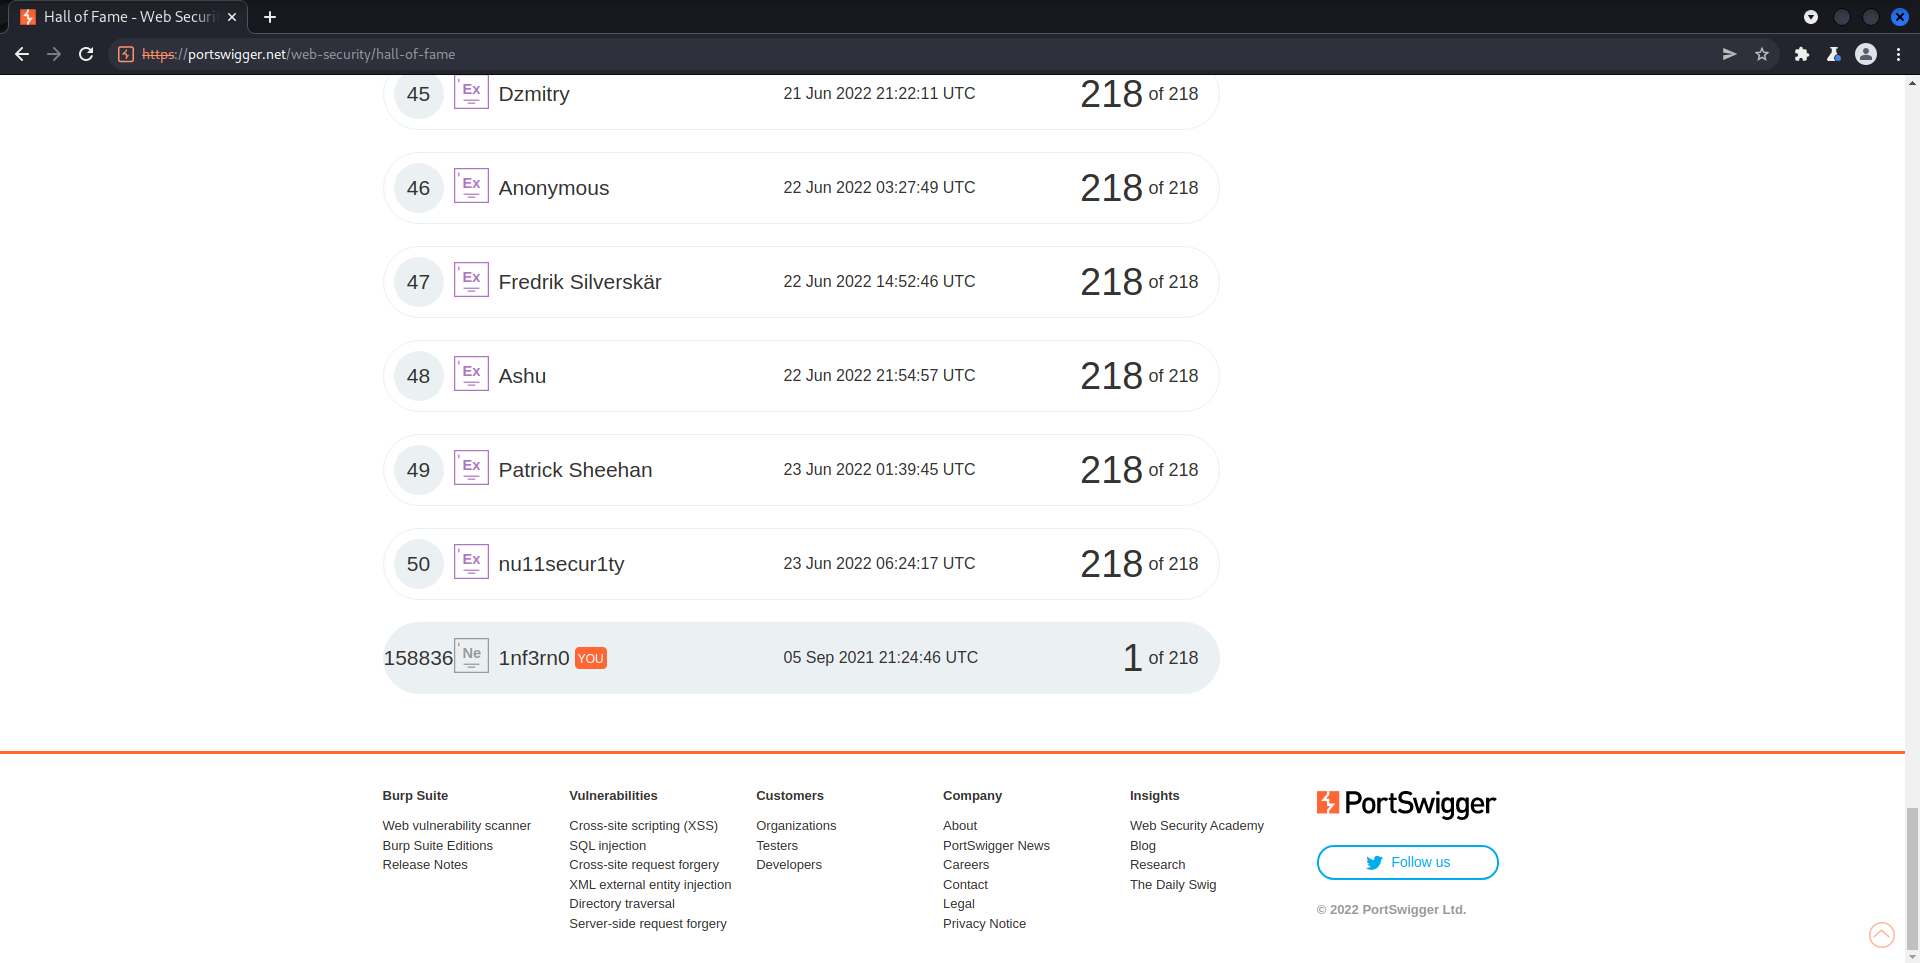 Hall of Fame - Web Securi
https://portswigger.net/web-security/hall-of-fame
45 Ex Dzmitry 21 Jun 2022 21:22:11 UTC 218 of 218
46 Ex Anonymous 22 Jun 2022 03:27:49 UTC 218 of 218
47 Ex Fredrik Silverskär 22 Jun 2022 14:52:46 UTC 218 of 218
48 Ex Ashu 22 Jun 2022 21:54:57 UTC 218 of 218
49 Ex Patrick Sheehan 23 Jun 2022 01:39:45 UTC 218 of 218
50 Ex nu11secur1ty 23 Jun 2022 06:24:17 UTC 218 of 218
158836 Ne 1nf3rn0 YOU 05 Sep 2021 21:24:46 UTC 1 of 218
Burp Suite
Web vulnerability scanner
Burp Suite Editions
Release Notes
Vulnerabilities
Cross-site scripting (XSS)
SQL injection
Cross-site request forgery
XML external entity injection
Directory traversal
Server-side request forgery
Customers
Organizations
Testers
Developers
Company
About
PortSwigger News
Careers
Contact
Legal
Privacy Notice
Insights
Web Security Academy
Blog
Research
The Daily Swig
PortSwigger
Follow us
© 2022 PortSwigger Ltd.